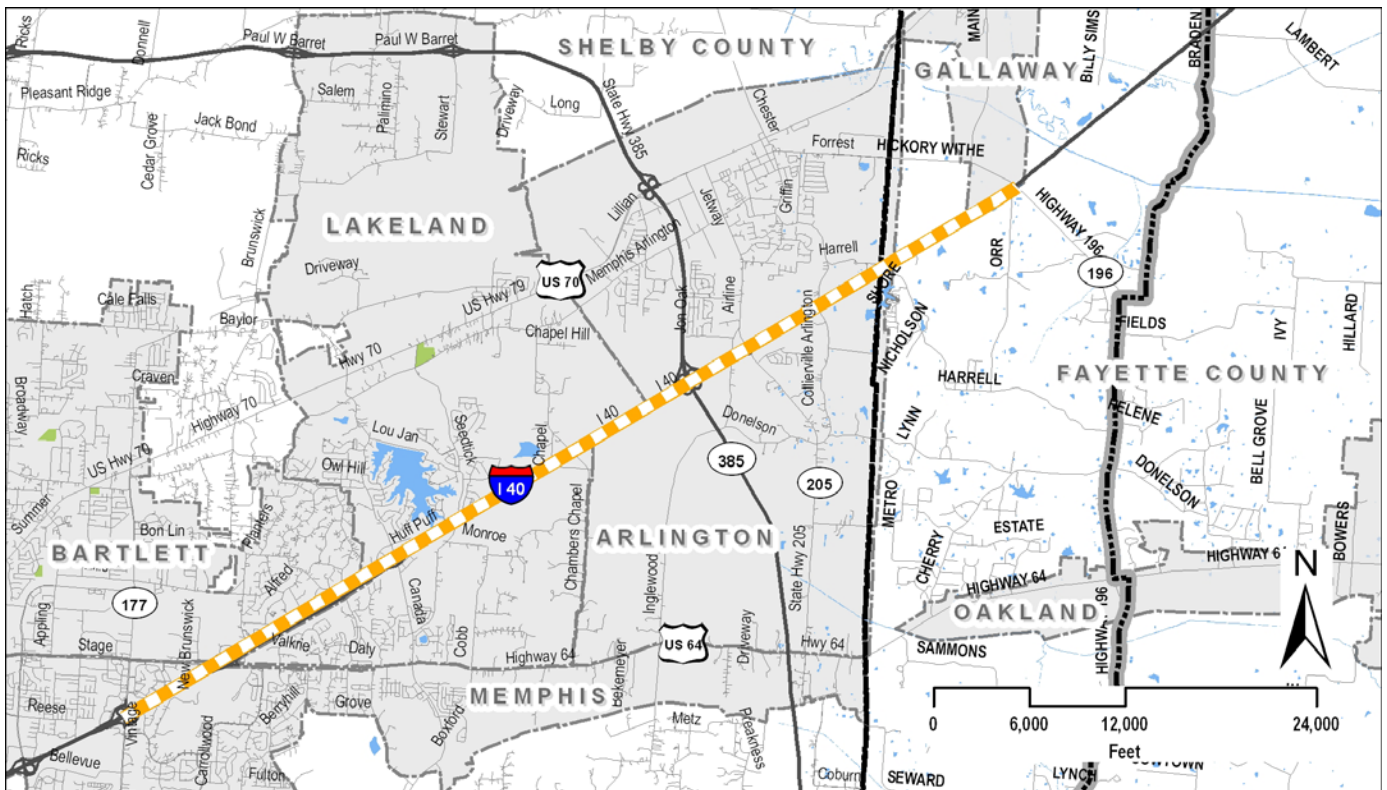 Ricks
Donnell
Paul W Barret
Paul W Barret
SHELBY COUNTY
MAIN
BILLY SIMS
BRADEN
LAMBERT
GALLAWAY
Pleasant Ridge
Salem
Palimino
Stewart
Driveway
Long
State Hwy 385
Chester
Jack Bond
Cedar Grove
Ricks
Forrest
HICKORY WITHE
Lillian
Jetway
Griffin
HIGHWAY 196
LAKELAND
Brunswick
Memphis Arlington
Harrell
ORR
196
Driveway
US 70
SHORE
Hatch
Cale Falls
US Hwy 79
Jon Oak
Airline
Collierville Arlington
Baylor
Chapel Hill
NICHOLSON
FIELDS
IVY
HILLARD
Hwy 70
Craven
I 40
HARRELL
FAYETTE COUNTY
Broadway
Highway 70
I 40
Donelson
LYNN
Lou Jan
Seedtick
Chapel
BELL GROVE
US Hwy 70
Owl Hill
385
DONELSON
I 40
205
Summer
METRO
Planters
Huff Puff
Monroe
Chambers Chapel
ESTATE
BOWERS
Bon Lin
BARTLETT
ARLINGTON
CHERRY
HIGHWAY 6
N
Alfred
Canada
Inglewood
State Hwy 205
HIGHWAY 64
177
OAKLAND
Appling
New Brunswick
US 64
Driveway
Stage
Valkne
Daly
Cobb
Highway 64
Hwy 64
SAMMONS
Bekemeyer
MEMPHIS
Reese
Vintage
Berryhill
Grove
Boxford
Metz
Preakness
0
6,000
12,000
24,000
Feet
Bellevue
Carrollwood
Fulton
Coburn
SEWARD
LYNCH